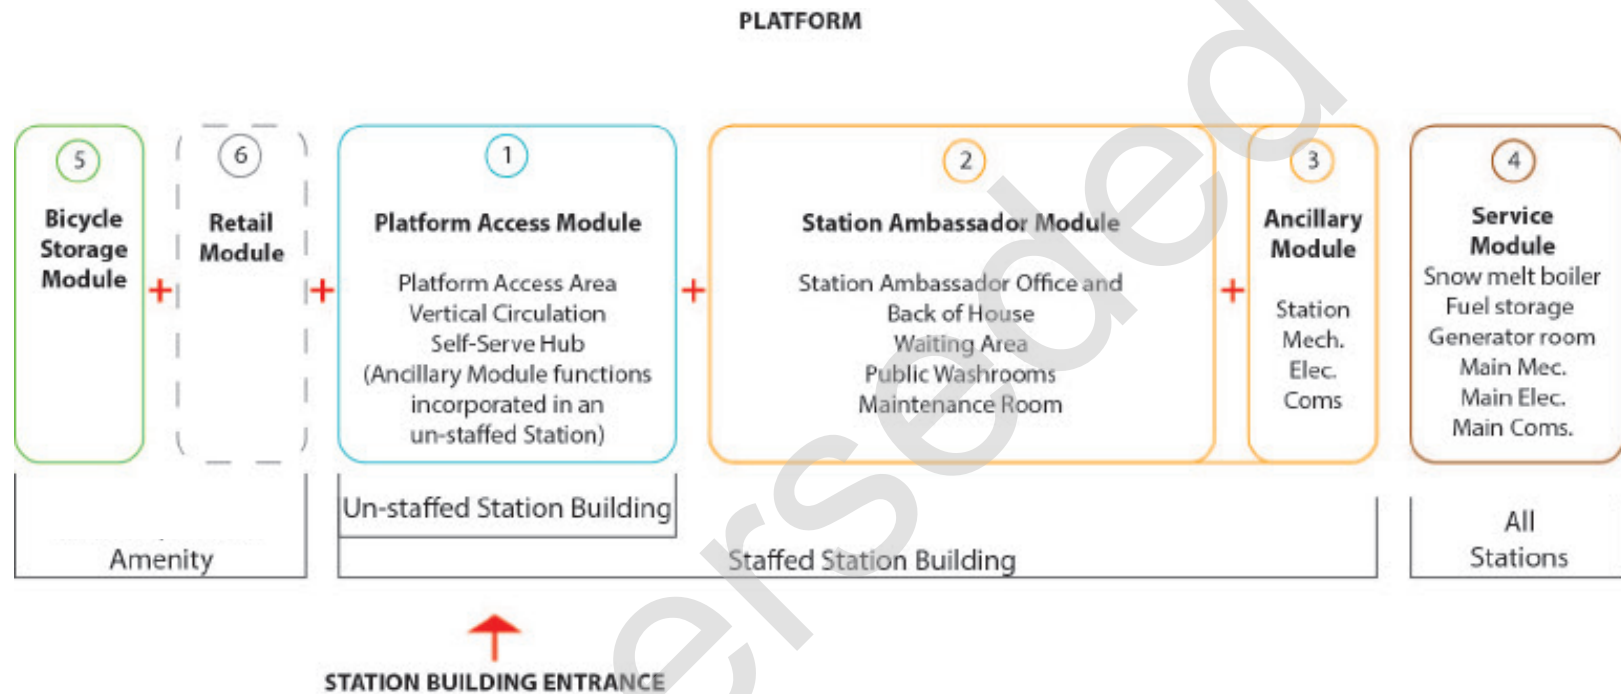 PLATFORM
5
Bicycle
Storage
Module
6
Retail
Module
1
Platform Access Module
Platform Access Area
Vertical Circulation
Self-Serve Hub
(Ancillary Module functions
incorporated in an
un-staffed Station)
2
Station Ambassador Module
Station Ambassador Office and
Back of House
Waiting Area
Public Washrooms
Maintenance Room
3
Ancillary
Module
Station
Mech.
Elec.
Coms
4
Service
Module
Snow melt boiler
Fuel storage
Generator room
Main Mec.
Main Elec.
Main Coms.
+
+
+
+
Amenity
Un-staffed Station Building
Staffed Station Building
All
Stations
STATION BUILDING ENTRANCE
erseded